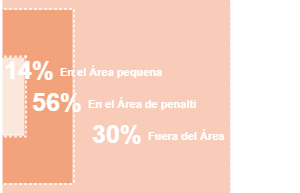 14% En el Área pequena
56% En el Área de penalti
30% Fuera del Área